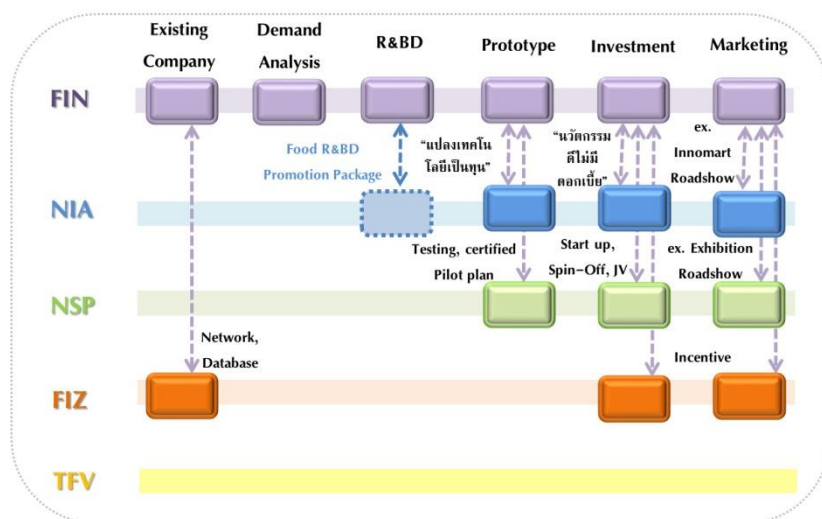 Existing
Company
Demand
Analysis
R&BD
Prototype
Investment
Marketing
FIN
Food R&BD
Promotion Package
“แปลงเทคโน
โลยีเป็นทุน”
“นวัตกรรม
ดีไม่มี
ดอกเบี้ย”
ex.
Innomart
Roadshow
NIA
Testing, certified
Pilot plan
Start up,
Spin-Off, JV
ex. Exhibition
Roadshow
NSP
Network,
Database
Incentive
FIZ
TFV